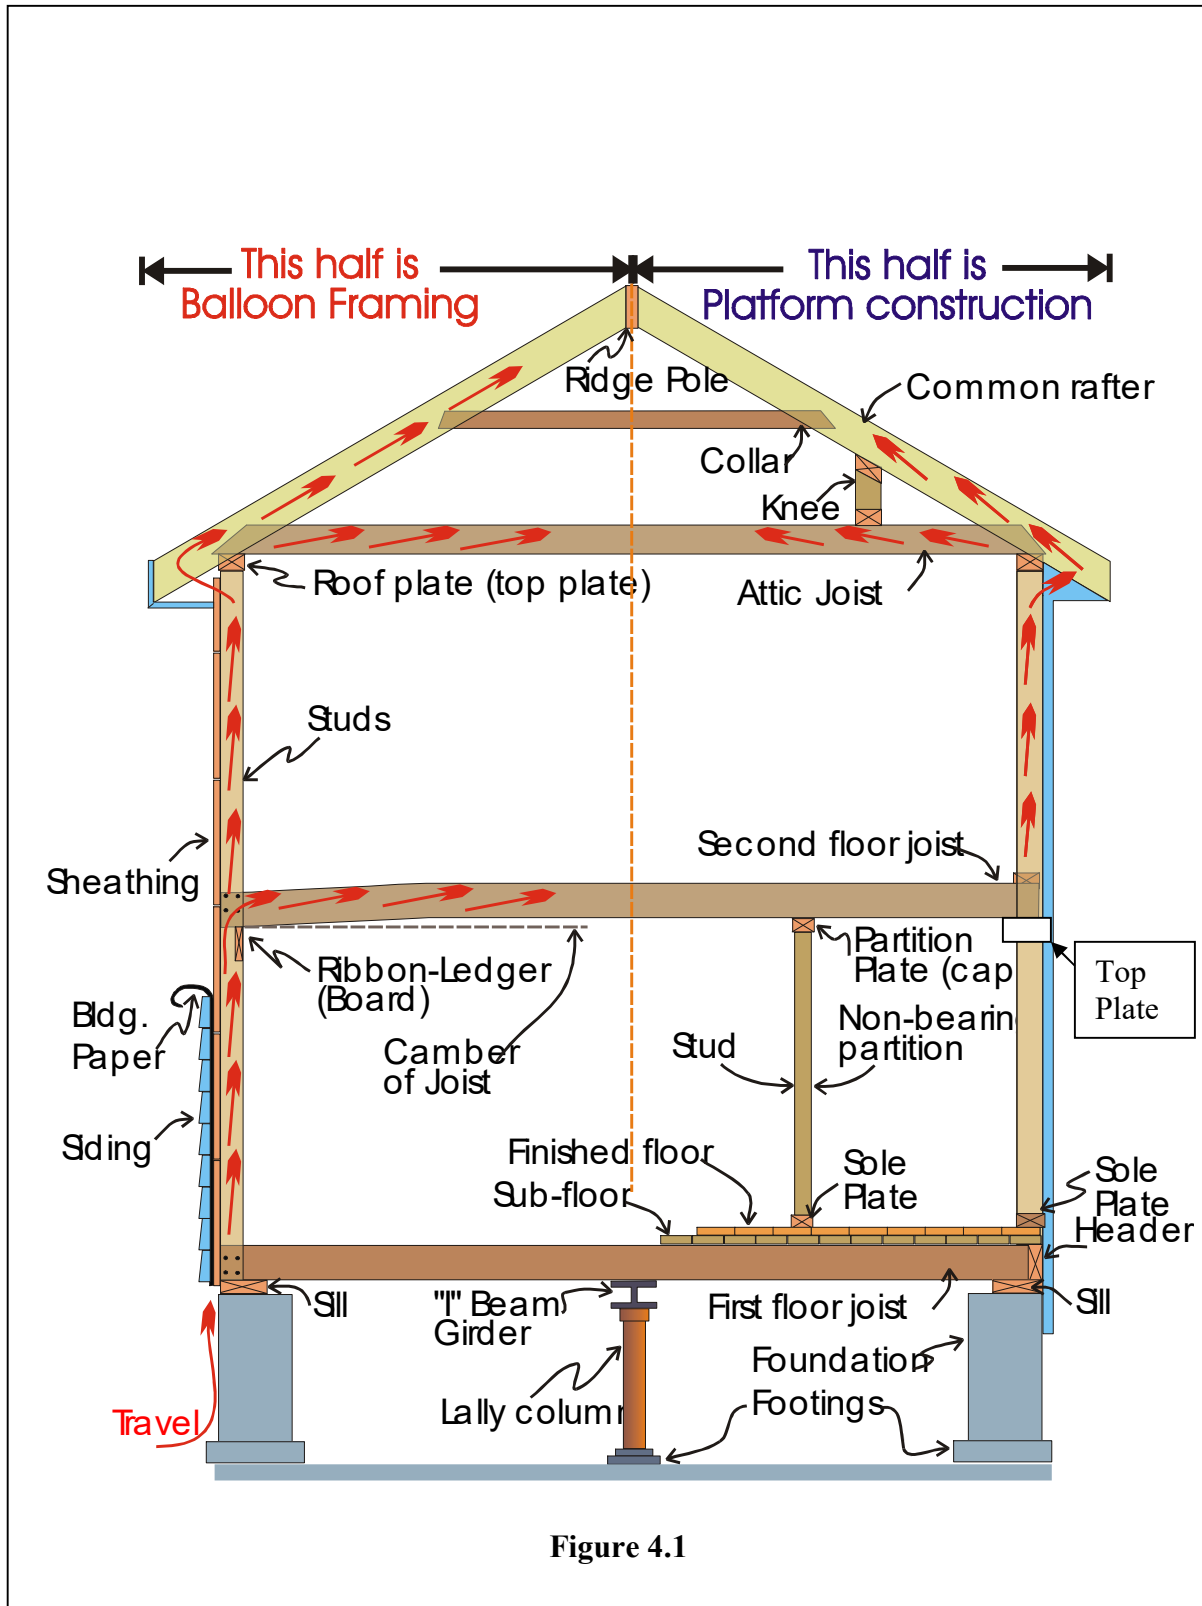 This half is
Balloon Framing
This half is
Platform construction
Ridge Pole
Common rafter
Collar
Knee
Roof plate (top plate)
Attic Joist
Studs
Second floor joist
Sheathing
Ribbon-Ledger
(Board)
Partition
Plate (cap
Top
Plate
Bldg.
Paper
Camber
of Joist
Stud
Non-bearin
partition
Siding
Finished floor
Sub-floor
Sole
Plate
Sole
Plate
Header
Sill
"I" Beam
Girder
First floor joist
Sill
Foundation
Travel
Lally column
Footings
Figure 4.1